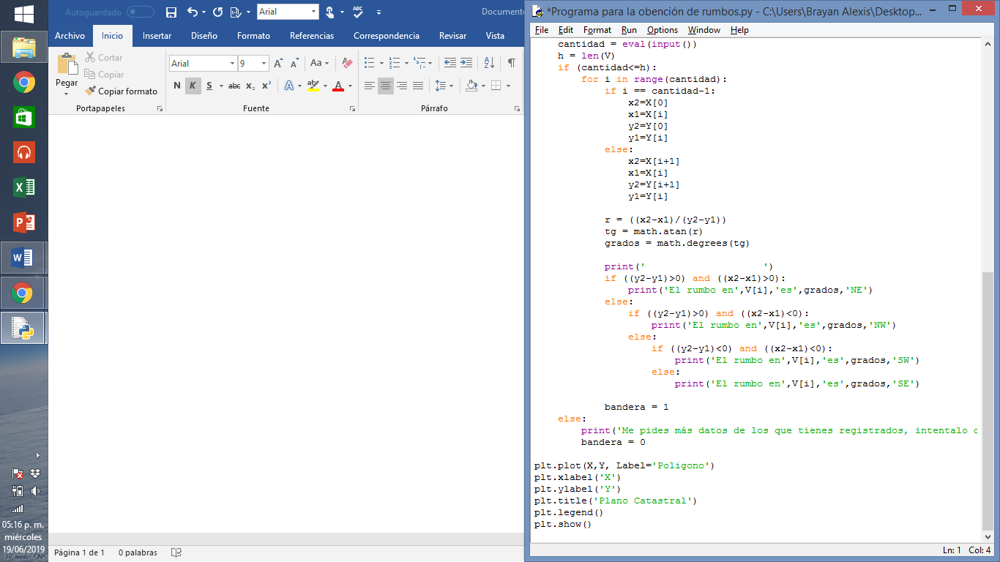 Autoguardado
Arial
Documento
Archivo Inicio Insertar Diseño Formato Referencias Correspondencia Revisar Vista
Pegar
Cortar
Copiar
Copiar formato
Portapapeles
Arial 9
Aa
N K S abc x₂ x²
Fuente
Párrafo
*Programa para la obención de rumbos.py - C:\Users\Brayan Alexis\Desktop...
File Edit Format Run Options Window Help
    cantidad = eval(input())
    h = len(V)
    if (cantidad<=h):
        for i in range(cantidad):
            if i == cantidad-1:
                x2=X[0]
                x1=X[i]
                y2=Y[0]
                y1=Y[i]
            else:
                x2=X[i+1]
                x1=X[i]
                y2=Y[i+1]
                y1=Y[i]
            r = ((x2-x1)/(y2-y1))
            tg = math.atan(r)
            grados = math.degrees(tg)
            print('                    ')
            if ((y2-y1)>0) and ((x2-x1)>0):
                print('El rumbo en',V[i],'es',grados,'NE')
            else:
                if ((y2-y1)>0) and ((x2-x1)<0):
                    print('El rumbo en',V[i],'es',grados,'NW')
                else:
                    if ((y2-y1)<0) and ((x2-x1)<0):
                        print('El rumbo en',V[i],'es',grados,'SW')
                    else:
                        print('El rumbo en',V[i],'es',grados,'SE')
            bandera = 1
    else:
        print('Me pides más datos de los que tienes registrados, intentalo
        bandera = 0
plt.plot(X,Y, Label='Poligono')
plt.xlabel('X')
plt.ylabel('Y')
plt.title('Plano Catastral')
plt.legend()
plt.show()
Ln: 1 Col: 4
Página 1 de 1 0 palabras
05:16 p. m.
miércoles
19/06/2019